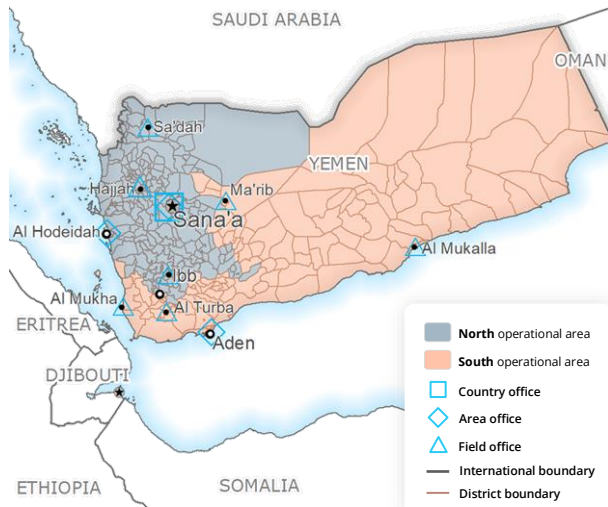 SAUDI ARABIA
OMAN
Sa'dah
YEMEN
Hajjah
Ma'rib
Sana'a
Al Hodeidah
Al Mukalla
Ibb
Al Mukha
Al Turba
ERITREA
Aden
DJIBOUTI
ETHIOPIA
SOMALIA
North operational area
South operational area
Country office
Area office
Field office
International boundary
District boundary